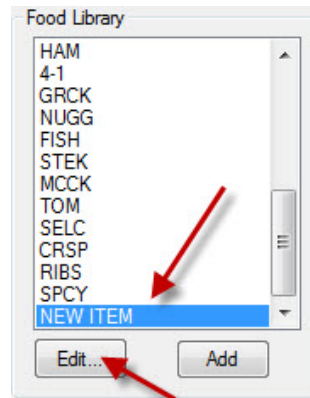 Food Library
HAM
4-1
GRCK
NUGG
FISH
STEK
MCCK
TOM
SELC
CRSP
RIBS
SPCY
NEW ITEM
Edit... Add